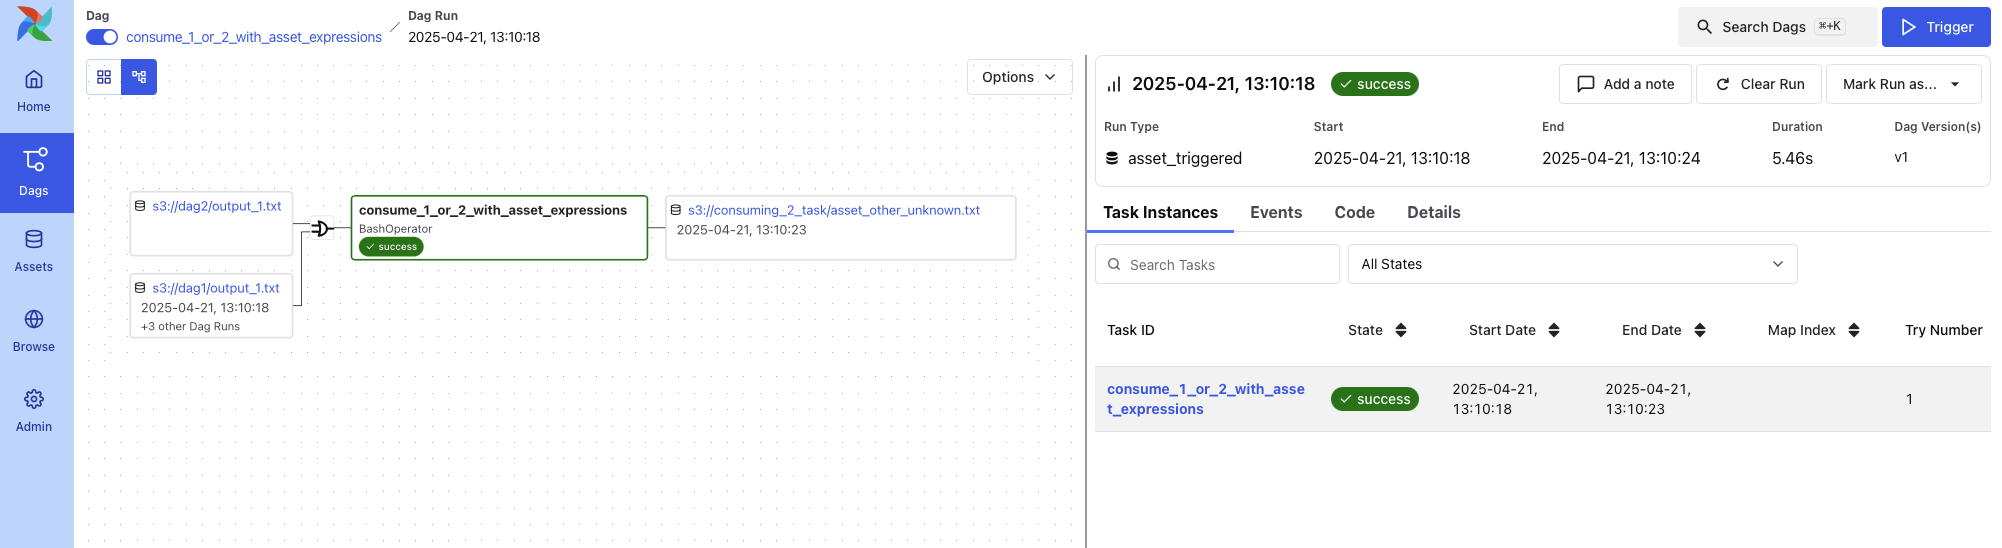 Dag
consume_1_or_2_with_asset_expressions
Dag Run
2025-04-21, 13:10:18
Search Dags ⌘+K
Trigger
Home
Dags
Assets
Browse
Admin
Options
s3://dag2/output_1.txt
s3://dag1/output_1.txt
2025-04-21, 13:10:18
+3 other Dag Runs
consume_1_or_2_with_asset_expressions
BashOperator
success
s3://consuming_2_task/asset_other_unknown.txt
2025-04-21, 13:10:23
2025-04-21, 13:10:18 success
Add a note
Clear Run
Mark Run as...
Run Type Start End Duration Dag Version(s)
asset_triggered 2025-04-21, 13:10:18 2025-04-21, 13:10:24 5.46s v1
Task Instances Events Code Details
Search Tasks
All States
Task ID State Start Date End Date Map Index Try Number
consume_1_or_2_with_asse
t_expressions
success
2025-04-21,
13:10:18
2025-04-21,
13:10:23
1